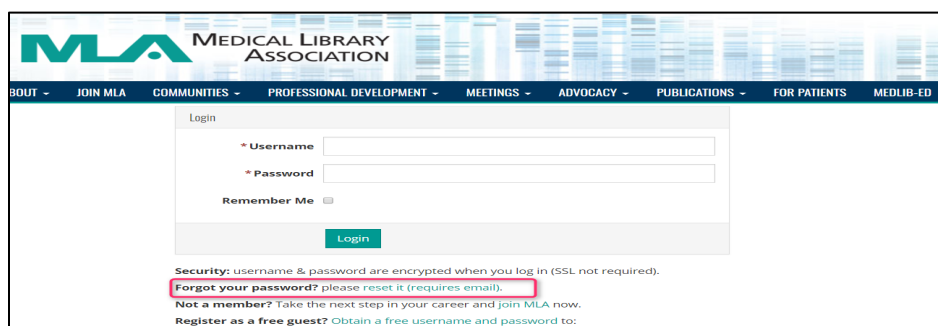 MLA MEDICAL LIBRARY
ASSOCIATION
BOUT JOIN MLA COMMUNITIES PROFESSIONAL DEVELOPMENT MEETINGS ADVOCACY PUBLICATIONS FOR PATIENTS MEDLIB-ED
Login
*Username
*Password
Remember Me
Login
Security: username & password are encrypted when you log in (SSL not required).
Forgot your password? please reset it (requires email).
Not a member? Take the next step in your career and join MLA now.
Register as a free guest? Obtain a free username and password to: